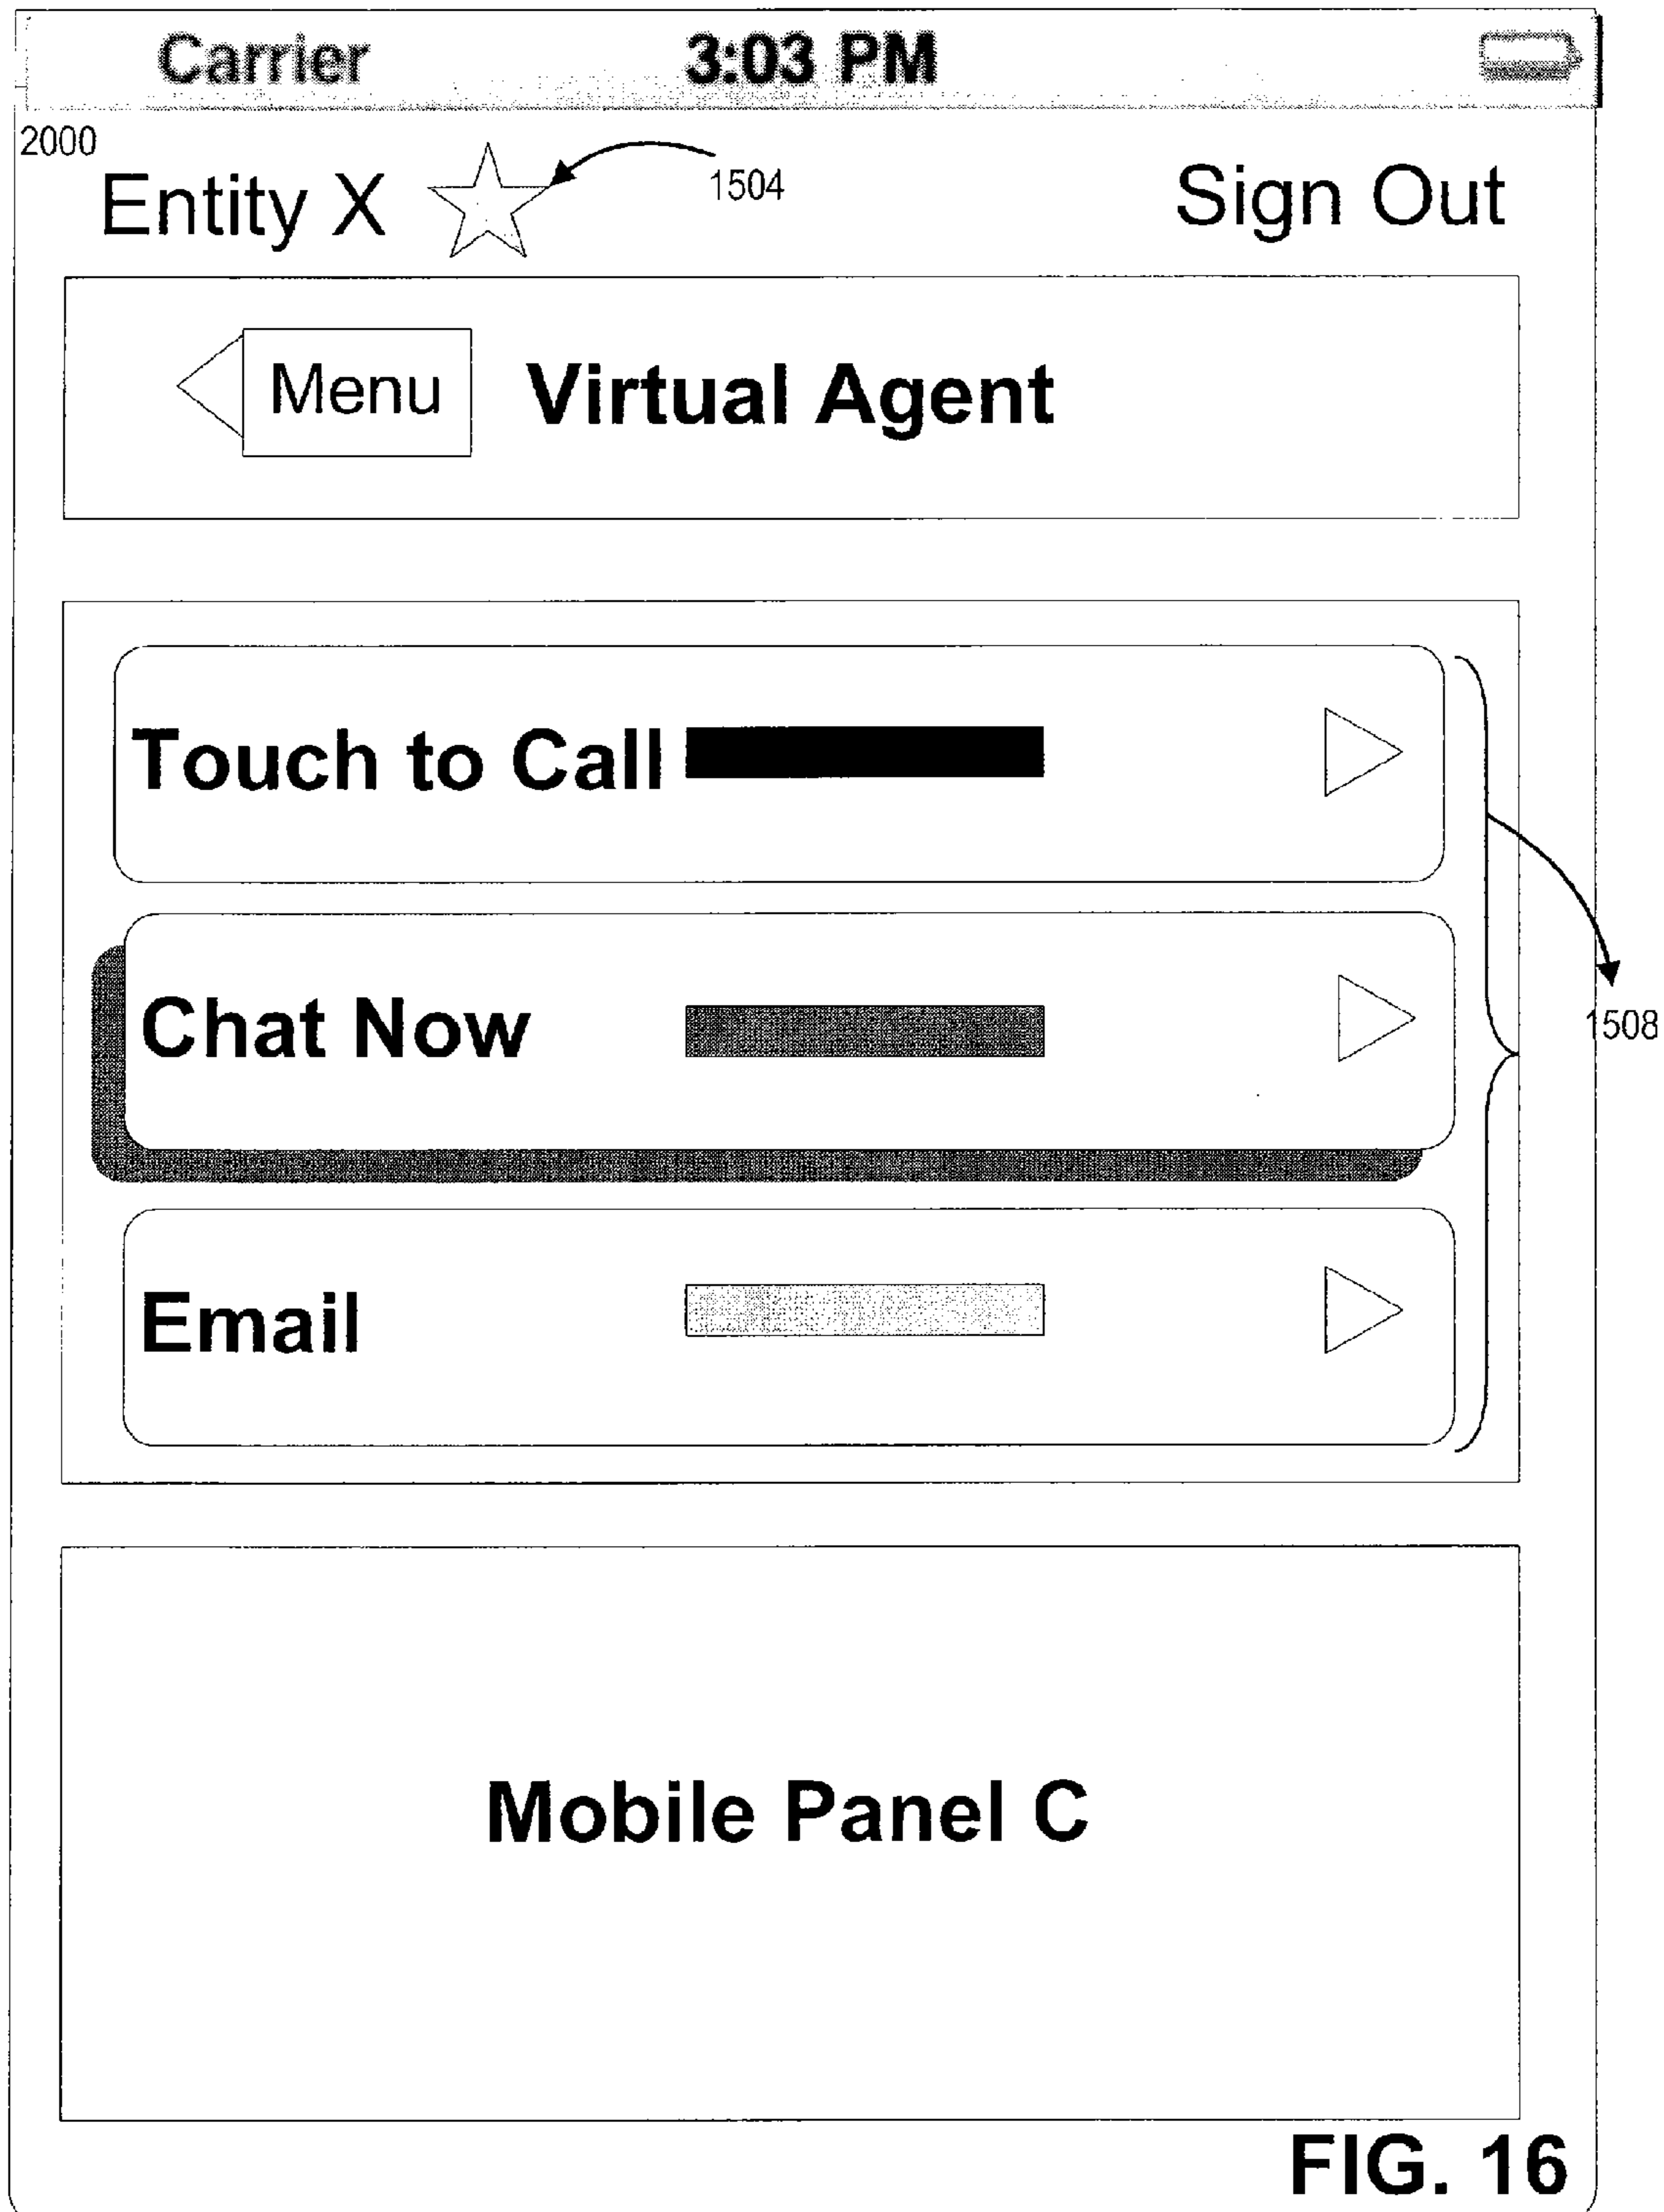 Carrier 3:03 PM
2000
Entity X 1504 Sign Out
Menu Virtual Agent
Touch to Call
Chat Now
1508
Email
Mobile Panel C
FIG. 16